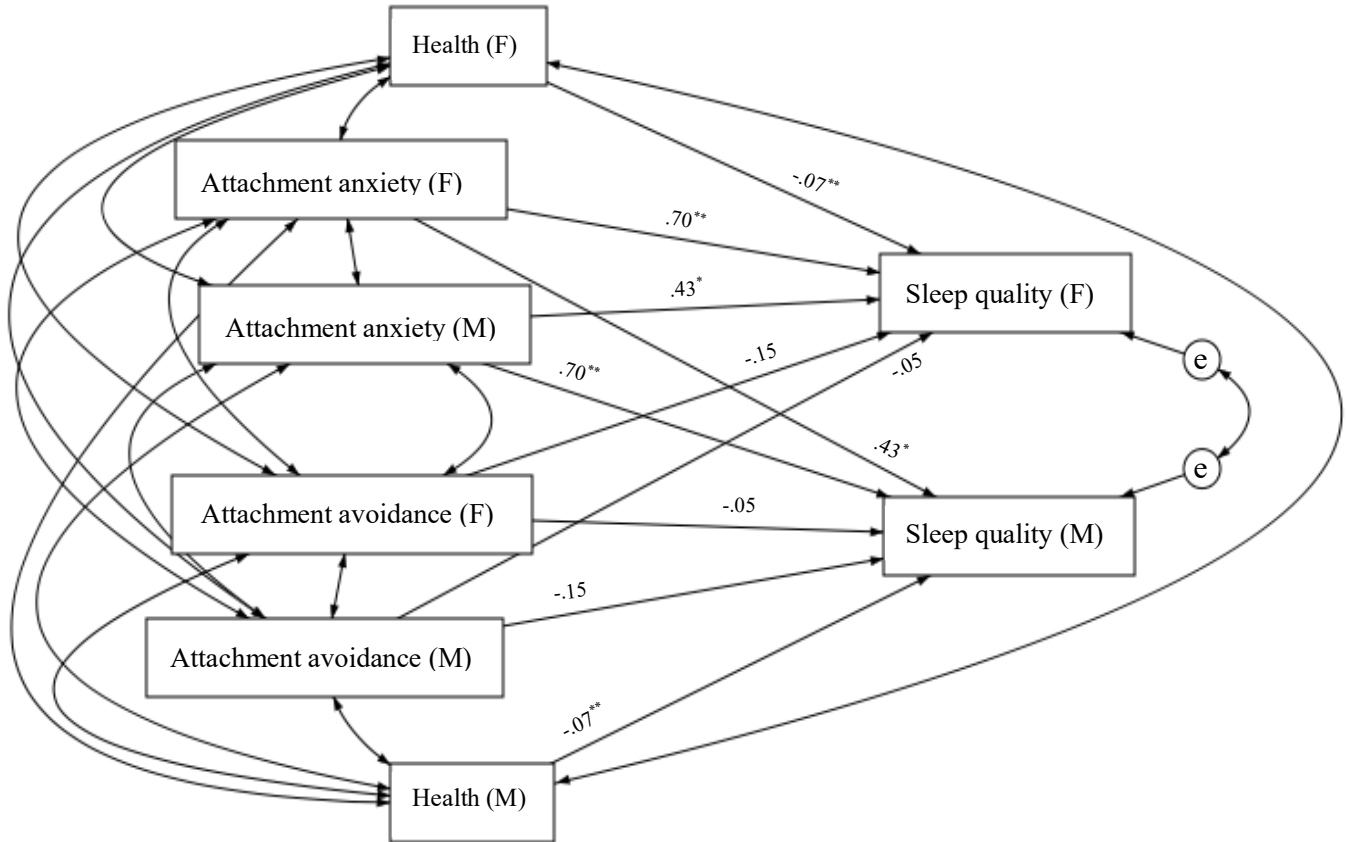 Health (F)
Attachment anxiety (F)
Attachment anxiety (M)
Attachment avoidance (F)
Attachment avoidance (M)
Health (M)
-.07**
.70**
.43*
-.15
-.05
.70**
.43*
-.05
-.15
-.07**
Sleep quality (F)
Sleep quality (M)
e
e